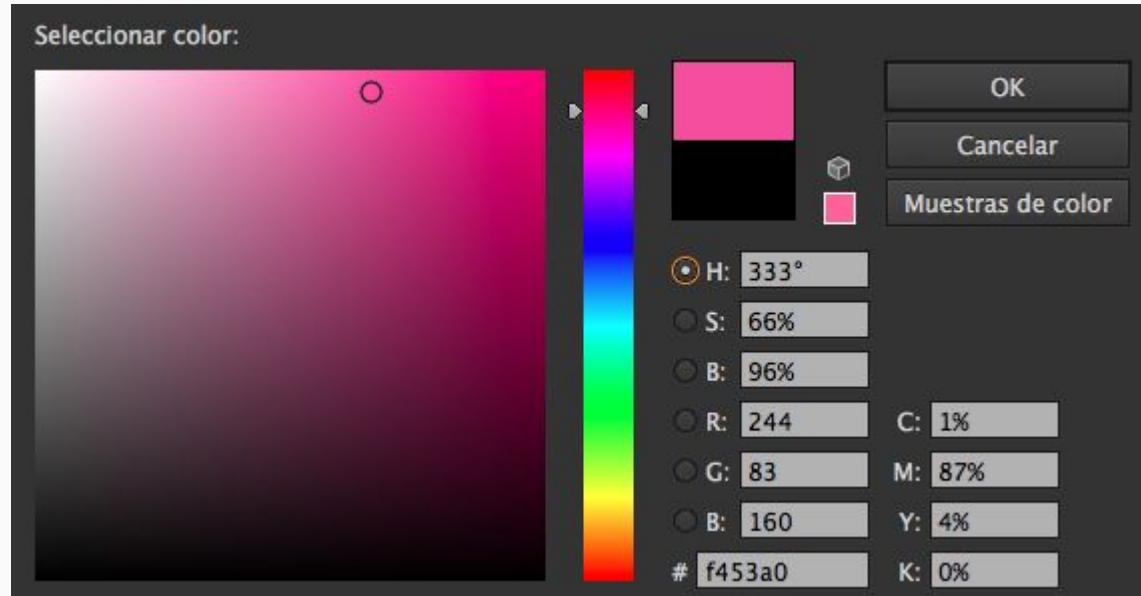 Seleccionar color:
OK
Cancelar
Muestras de color
H: 333°
S: 66%
B: 96%
R: 244
C: 1%
G: 83
M: 87%
B: 160
Y: 4%
# f453a0
K: 0%